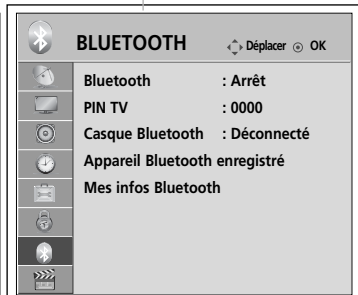 BLUETOOTH Déplacer OK
Bluetooth : Arrêt
PIN TV : 0000
Casque Bluetooth : Déconnecté
Appareil Bluetooth enregistré
Mes infos Bluetooth